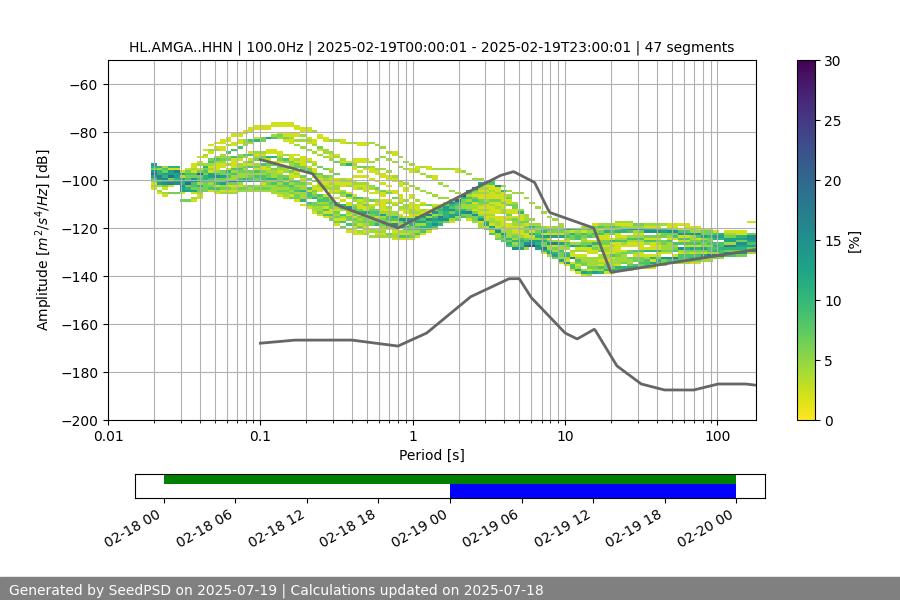 HL.AMGA..HHN | 100.0Hz | 2025-02-19T00:00:01 - 2025-02-19T23:00:01 | 47 segments
Amplitude [m²/s⁴/Hz] [dB]
−60
−80
−100
−120
−140
−160
−180
−200
0.01 0.1 1 10 100
Period [s]
30
25
20
15
10
5
0
[%]
02-18 00 02-18 06 02-18 12 02-18 18 02-19 00 02-19 06 02-19 12 02-19 18 02-20 00
Generated by SeedPSD on 2025-07-19 | Calculations updated on 2025-07-18